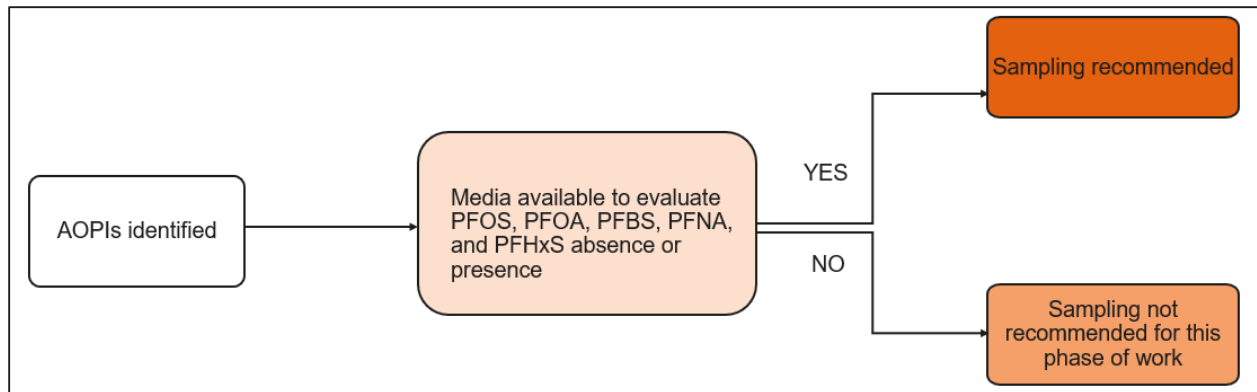 AOPIs identified
Media available to evaluate
PFOS, PFOA, PFBS, PFNA,
and PFHxS absence or
presence
YES
NO
Sampling recommended
Sampling not
recommended for this
phase of work